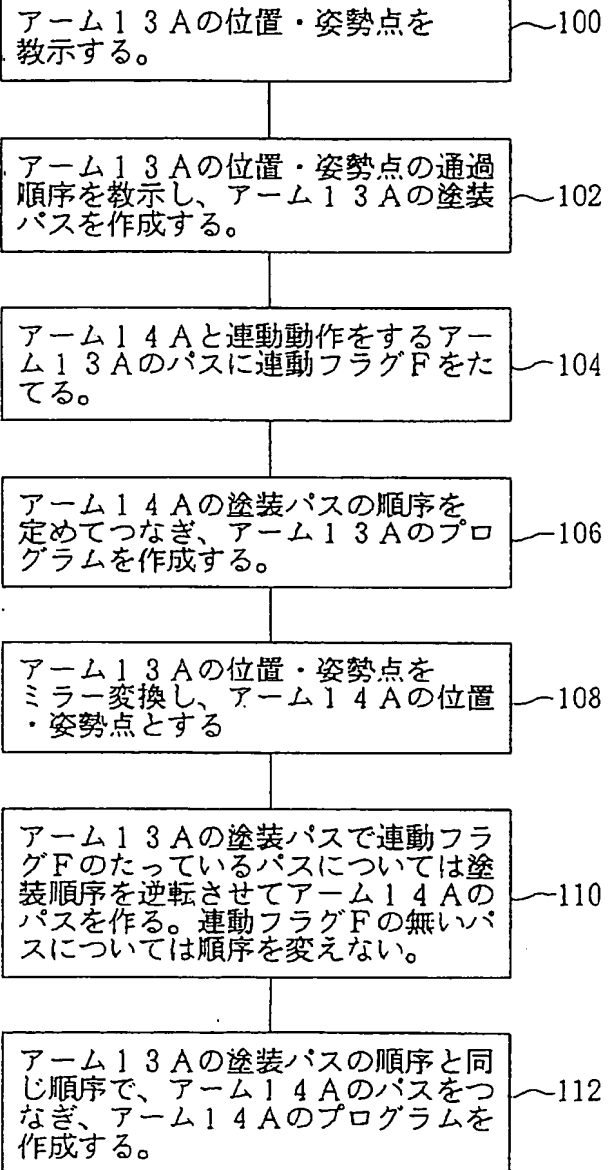 アーム13Aの位置・姿勢点を
教示する。
100
アーム13Aの位置・姿勢点の通過
順序を教示し、アーム13Aの塗装
パスを作成する。
102
アーム14Aと連動動作をするアー
ム13Aのパスに連動フラグFをた
てる。
104
アーム14Aの塗装パスの順序を
定めてつなぎ、アーム13Aのプロ
グラムを作成する。
106
アーム13Aの位置・姿勢点を
ミラー変換し、アーム14Aの位置
・姿勢点とする
108
アーム13Aの塗装パスで連動フラ
グFのたっているパスについては塗
装順序を逆転させてアーム14Aの
パスを作る。連動フラグFの無いパ
スについては順序を変えない。
110
アーム13Aの塗装パスの順序と同
じ順序で、アーム14Aのパスをつ
なぎ、アーム14Aのプログラムを
作成する。
112